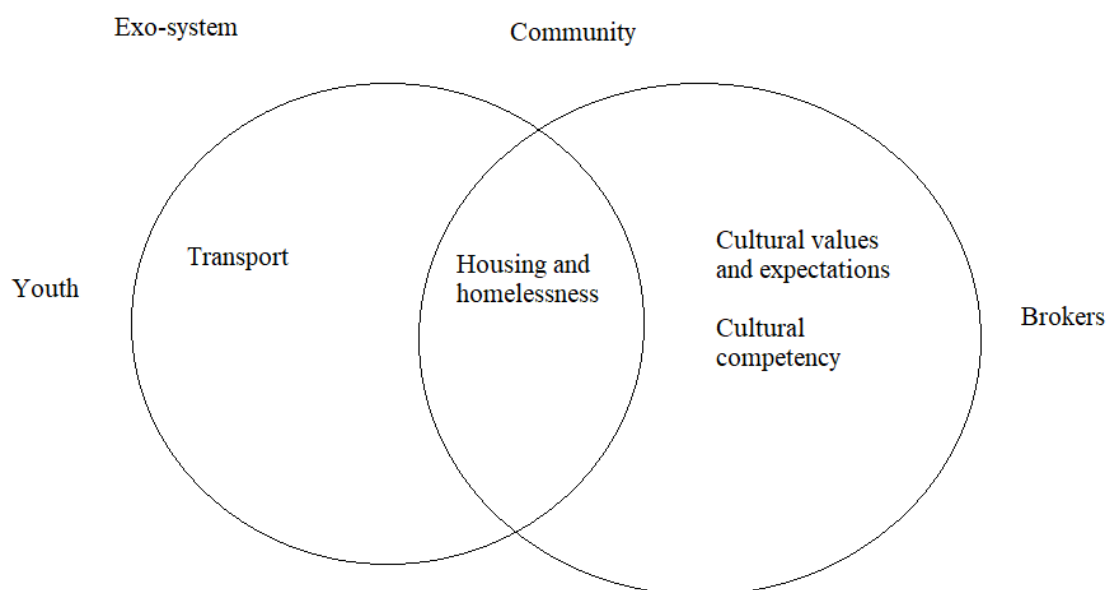 Exo-system
Community
Youth
Transport
Housing and
homelessness
Cultural values
and expectations
Cultural
competency
Brokers